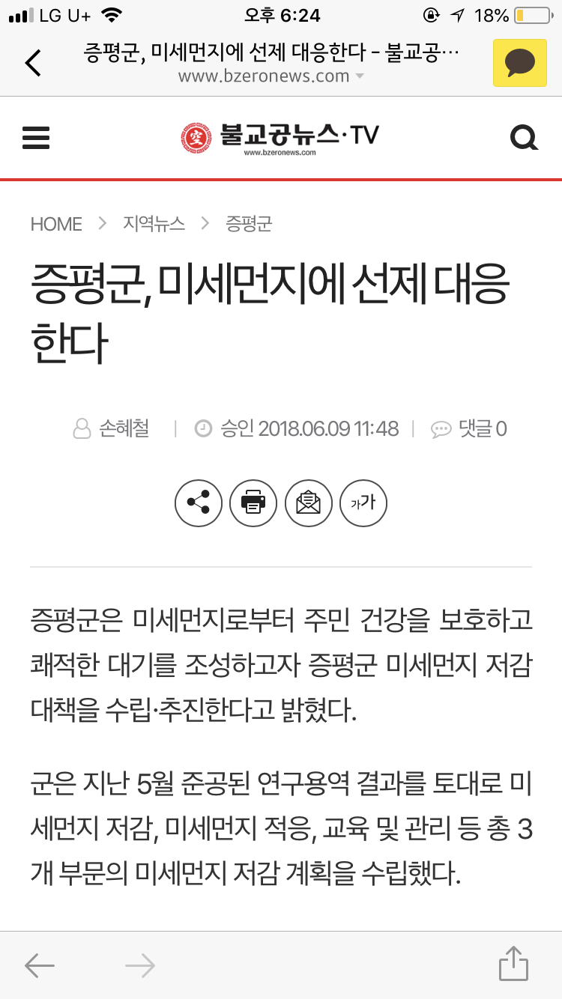 LG U+ 오후 6:24 18%
증평군, 미세먼지에 선제 대응한다 - 불교공…
www.bzeronews.com
空 불교공뉴스·TV
www.bzeronews.com
HOME > 지역뉴스 > 증평군
증평군, 미세먼지에 선제 대응
한다
손혜철 | 승인 2018.06.09 11:48 | 댓글 0
가가
증평군은 미세먼지로부터 주민 건강을 보호하고
쾌적한 대기를 조성하고자 증평군 미세먼지 저감
대책을 수립·추진한다고 밝혔다.
군은 지난 5월 준공된 연구용역 결과를 토대로 미
세먼지 저감, 미세먼지 적응, 교육 및 관리 등 총 3
개 부문의 미세먼지 저감 계획을 수립했다.